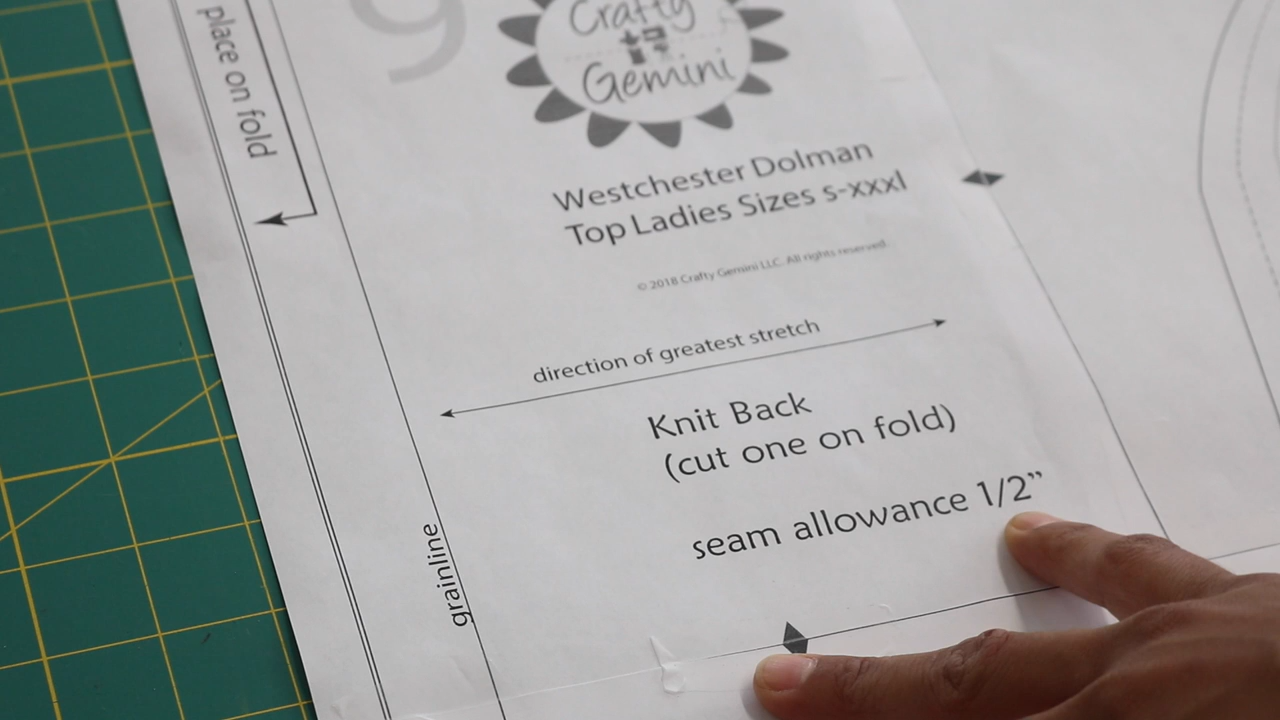 place on fold
9
Crafty
Gemini
Westchester Dolman
Top Ladies Sizes s-xxxl
© 2018 Crafty Gemini LLC. All rights reserved
direction of greatest stretch
Knit Back
(cut one on fold)
seam allowance 1/2”
grainline